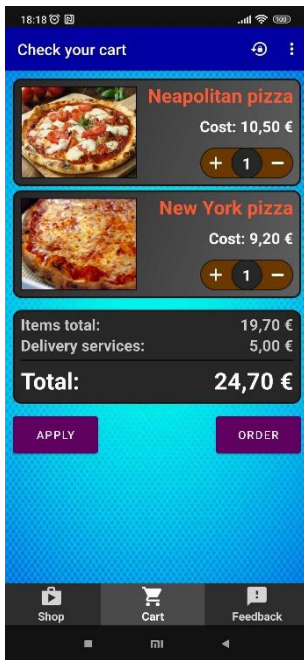 18:18
100
Check your cart
Neapolitan pizza
Cost: 10,50 €
+ 1 −
New York pizza
Cost: 9,20 €
+ 1 −
Items total: 19,70 €
Delivery services: 5,00 €
Total: 24,70 €
APPLY ORDER
Shop Cart Feedback